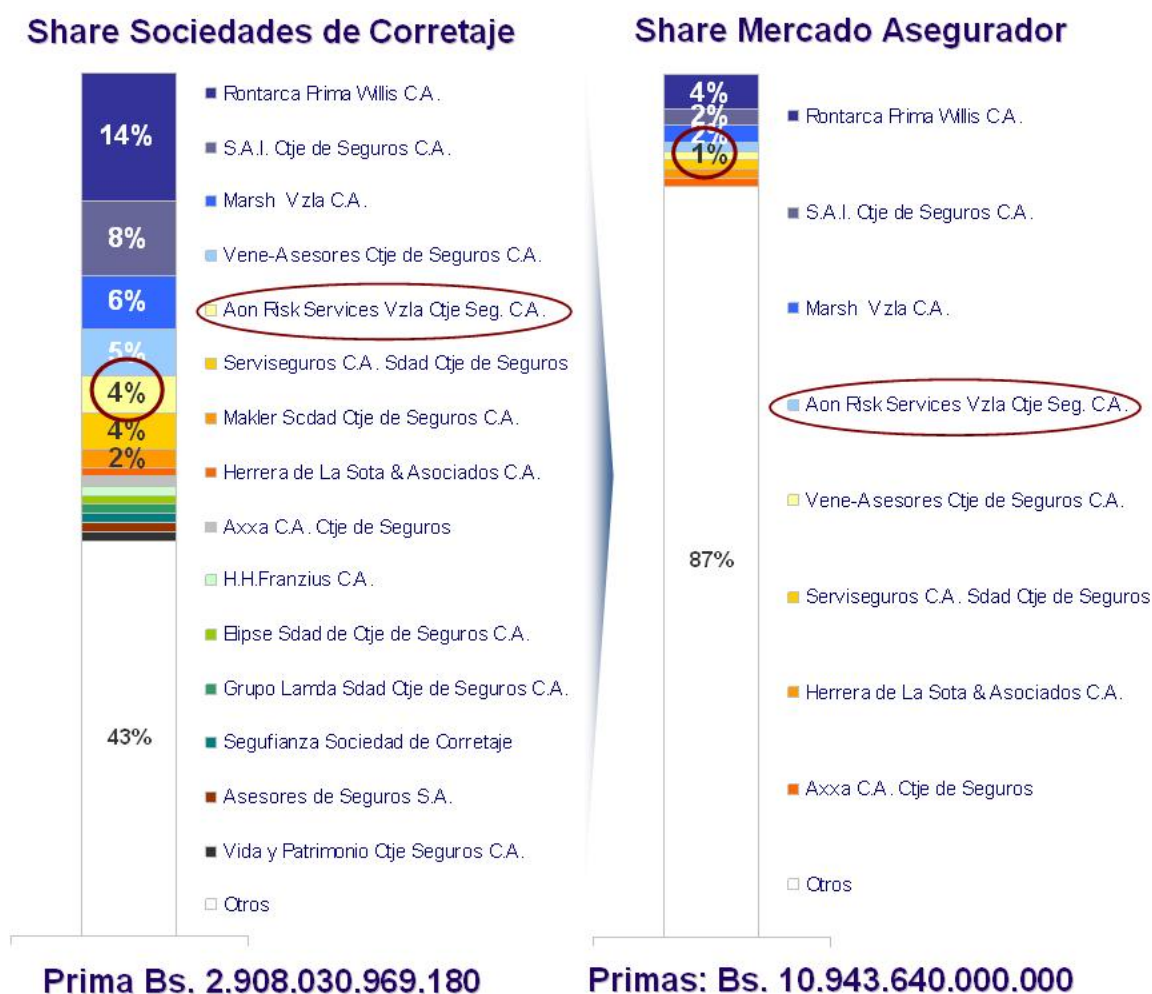 Share Sociedades de Corretaje
14%
8%
6%
5%
4%
4%
2%
43%
Rontarca Prima Willis C.A.
S.A.I. Ctje de Seguros C.A.
Marsh Vzla C.A.
Vene-Asesores Ctje de Seguros C.A.
Aon Risk Services Vzla Ctje Seg. C.A.
Serviseguros C.A. Sdad Ctje de Seguros
Makler Scdad Ctje de Seguros C.A.
Herrera de La Sota & Asociados C.A.
Axxa C.A. Ctje de Seguros
H.H.Franzius C.A.
Elipse Sdad de Ctje de Seguros C.A.
Grupo Lamda Sdad Ctje de Seguros C.A.
Segufianza Sociedad de Corretaje
Asesores de Seguros S.A.
Vida y Patrimonio Ctje Seguros C.A.
Otros
Prima Bs. 2.908.030.969.180
Share Mercado Asegurador
4%
2%
2%
1%
87%
Rontarca Prima Willis C.A.
S.A.I. Ctje de Seguros C.A.
Marsh Vzla C.A.
Aon Risk Services Vzla Ctje Seg. C.A.
Vene-Asesores Ctje de Seguros C.A.
Serviseguros C.A. Sdad Ctje de Seguros
Herrera de La Sota & Asociados C.A.
Axxa C.A. Ctje de Seguros
Otros
Primas: Bs. 10.943.640.000.000